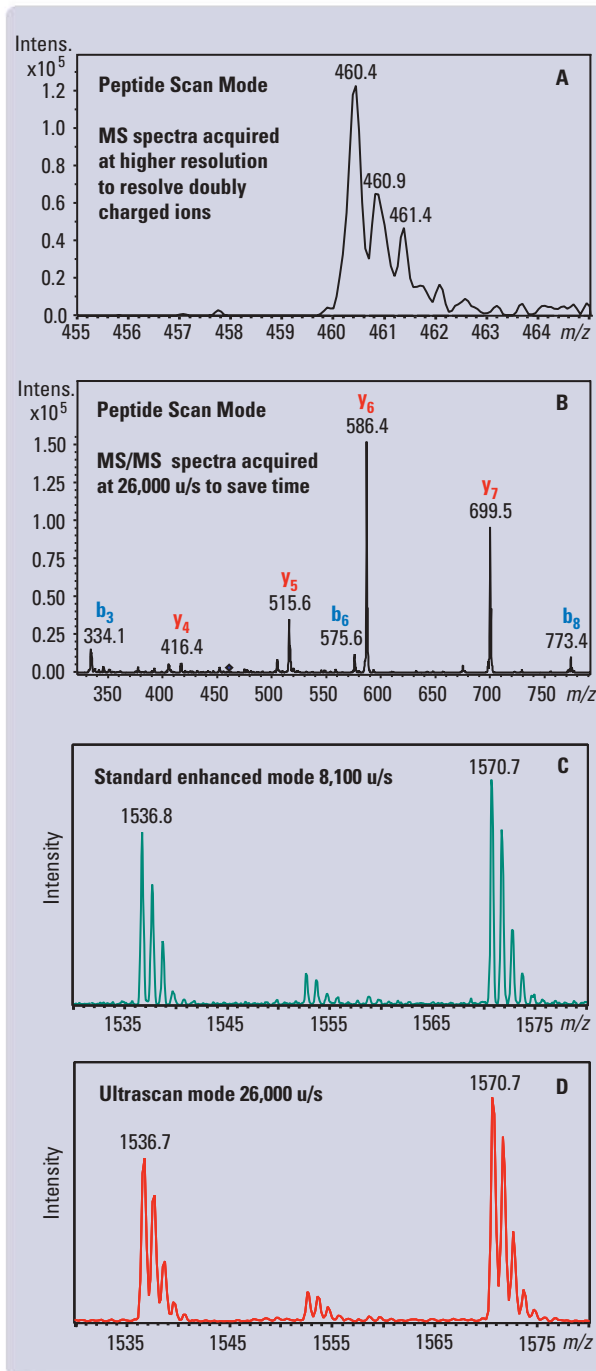 Intens.
x10⁵
Peptide Scan Mode
A
MS spectra acquired
at higher resolution
to resolve doubly
charged ions
460.4
460.9
461.4
1.2
1.0
0.8
0.6
0.4
0.2
0.0
455 456 457 458 459 460 461 462 463 464 m/z
Intens.
x10⁵
Peptide Scan Mode
B
MS/MS spectra acquired
at 26,000 u/s to save time
y₆
586.4
y₇
699.5
y₅
515.6
b₃
334.1
y₄
416.4
b₆
575.6
b₈
773.4
1.50
1.25
1.00
0.75
0.50
0.25
0.00
350 400 450 500 550 600 650 700 750 m/z
Standard enhanced mode 8,100 u/s
C
1536.8
1570.7
Intensity
1535 1545 1555 1565 1575 m/z
Ultrascan mode 26,000 u/s
D
1536.7
1570.7
Intensity
1535 1545 1555 1565 1575 m/z